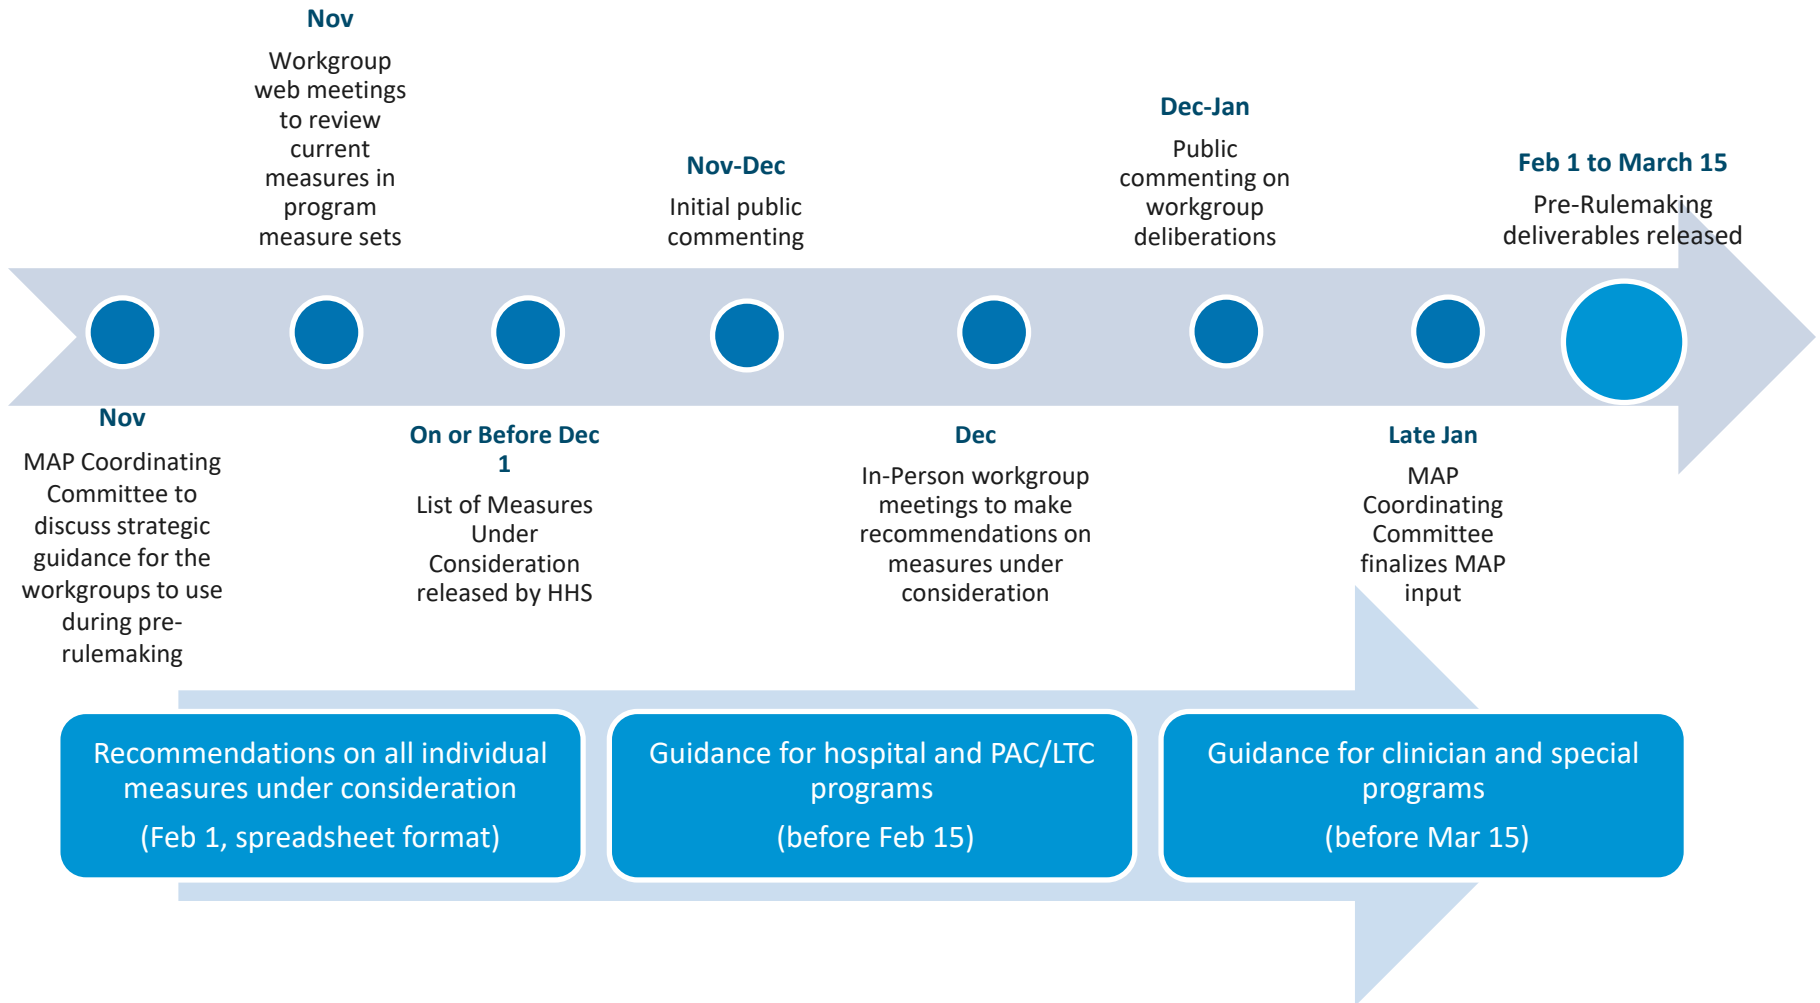 Nov
Workgroup
web meetings
to review
current
measures in
program
measure sets
Nov-Dec
Initial public
commenting
Dec-Jan
Public
commenting on
workgroup
deliberations
Feb 1 to March 15
Pre-Rulemaking
deliverables released
Nov
MAP Coordinating
Committee to
discuss strategic
guidance for the
workgroups to use
during pre-
rulemaking
On or Before Dec
1
List of Measures
Under
Consideration
released by HHS
Dec
In-Person workgroup
meetings to make
recommendations on
measures under
consideration
Late Jan
MAP
Coordinating
Committee
finalizes MAP
input
Recommendations on all individual
measures under consideration
(Feb 1, spreadsheet format)
Guidance for hospital and PAC/LTC
programs
(before Feb 15)
Guidance for clinician and special
programs
(before Mar 15)